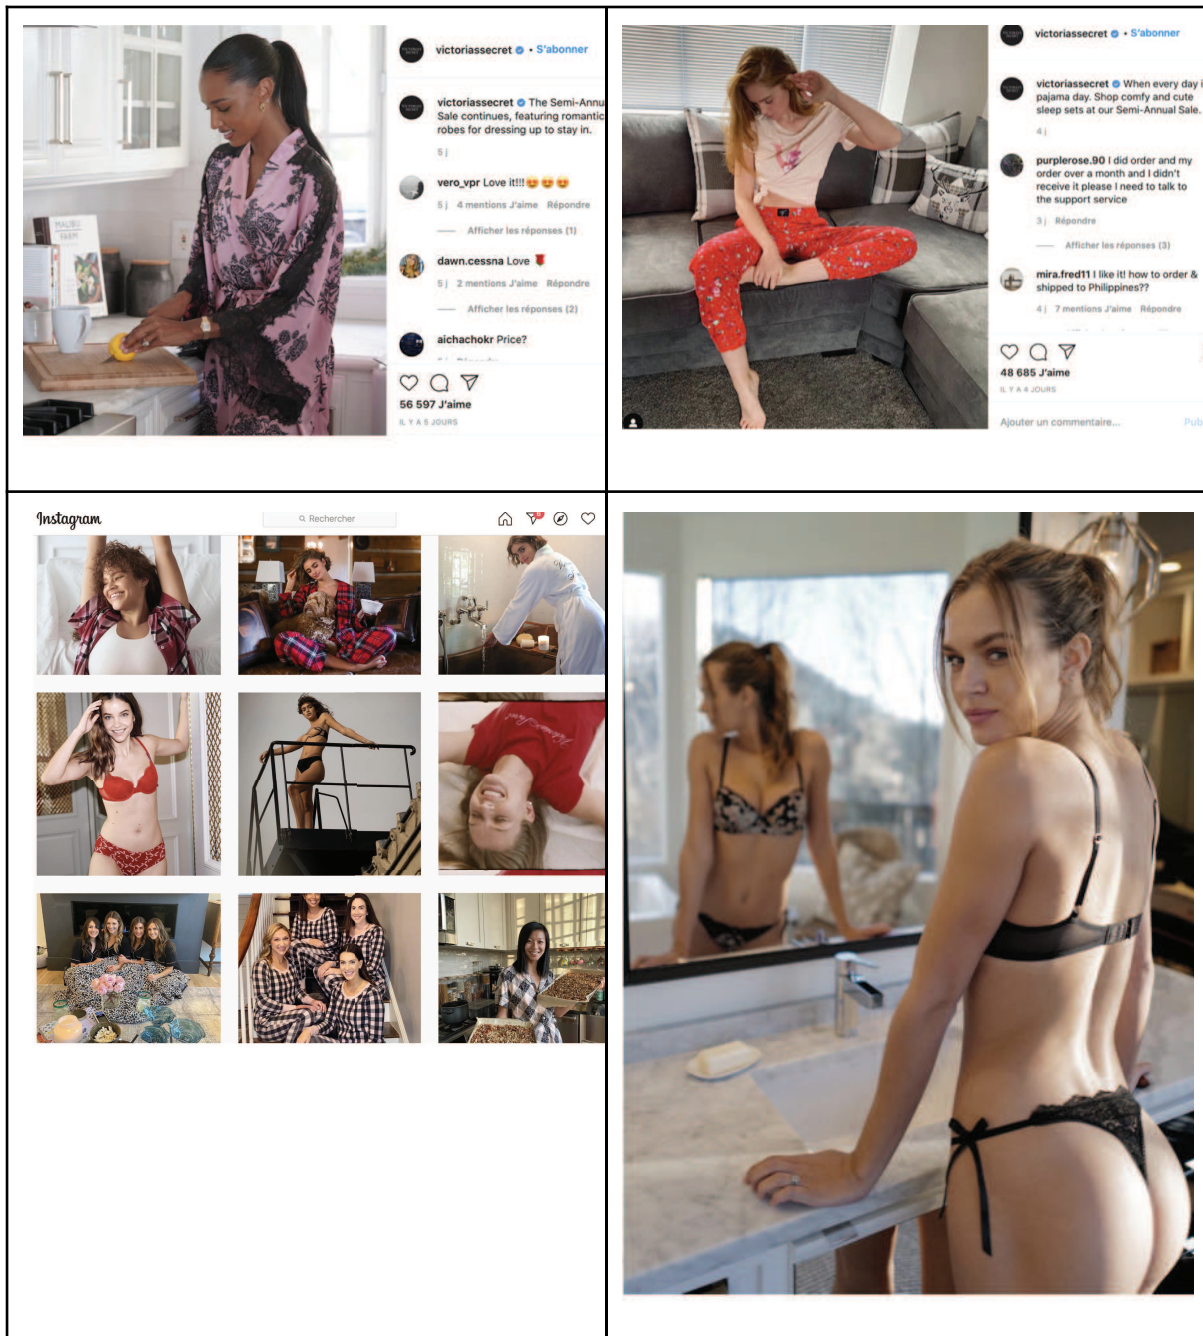 victoriassecret • S'abonner
victoriassecret The Semi-Annu
Sale continues, featuring romantic
robes for dressing up to stay in.
5 j
vero_vpr Love it!!!😍😍😍
5 j 4 mentions J'aime Répondre
Afficher les réponses (1)
dawn.cessna Love 🌹
5 j 2 mentions J'aime Répondre
Afficher les réponses (2)
aichachokr Price?
56 597 J'aime
IL Y A 5 JOURS
MALIBU
FARM
victoriassecret • S'abonner
victoriassecret When every day i
pajama day. Shop comfy and cute
sleep sets at our Semi-Annual Sale.
4 j
purplerose.90 I did order and my
order over a month and I didn't
receive it please I need to talk to
the support service
3 j Répondre
Afficher les réponses (3)
mira.fred11 I like it! how to order &
shipped to Philippines??
4 j 7 mentions J'aime Répondre
48 685 J'aime
IL Y A 4 JOURS
Ajouter un commentaire... Pub
Instagram
Rechercher